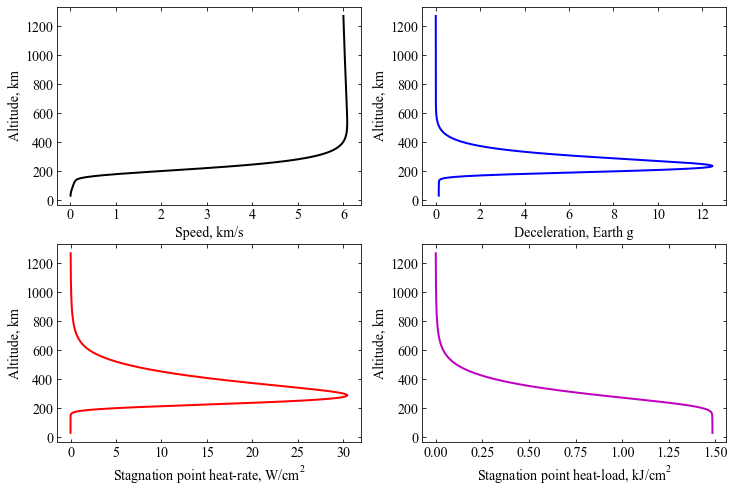 1200
1000
800
600
400
200
0
Altitude, km
0 1 2 3 4 5 6
Speed, km/s
1200
1000
800
600
400
200
0
Altitude, km
0 2 4 6 8 10 12
Deceleration, Earth g
1200
1000
800
600
400
200
0
Altitude, km
0 5 10 15 20 25 30
Stagnation point heat-rate, W/cm²
1200
1000
800
600
400
200
0
Altitude, km
0.00 0.25 0.50 0.75 1.00 1.25 1.50
Stagnation point heat-load, kJ/cm²